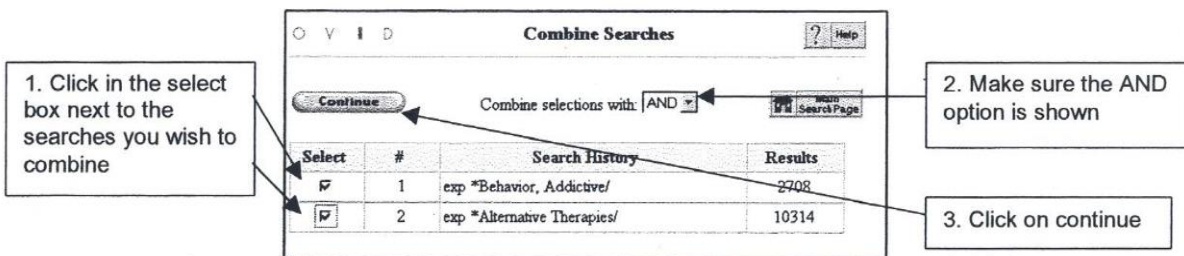 O V I D Combine Searches ? Help
1. Click in the select
box next to the
searches you wish to
combine
Continue Combine selections with: AND Main
Search Page
2. Make sure the AND
option is shown
Select # Search History Results
1 exp *Behavior, Addictive/ 2708
2 exp *Alternative Therapies/ 10314
3. Click on continue